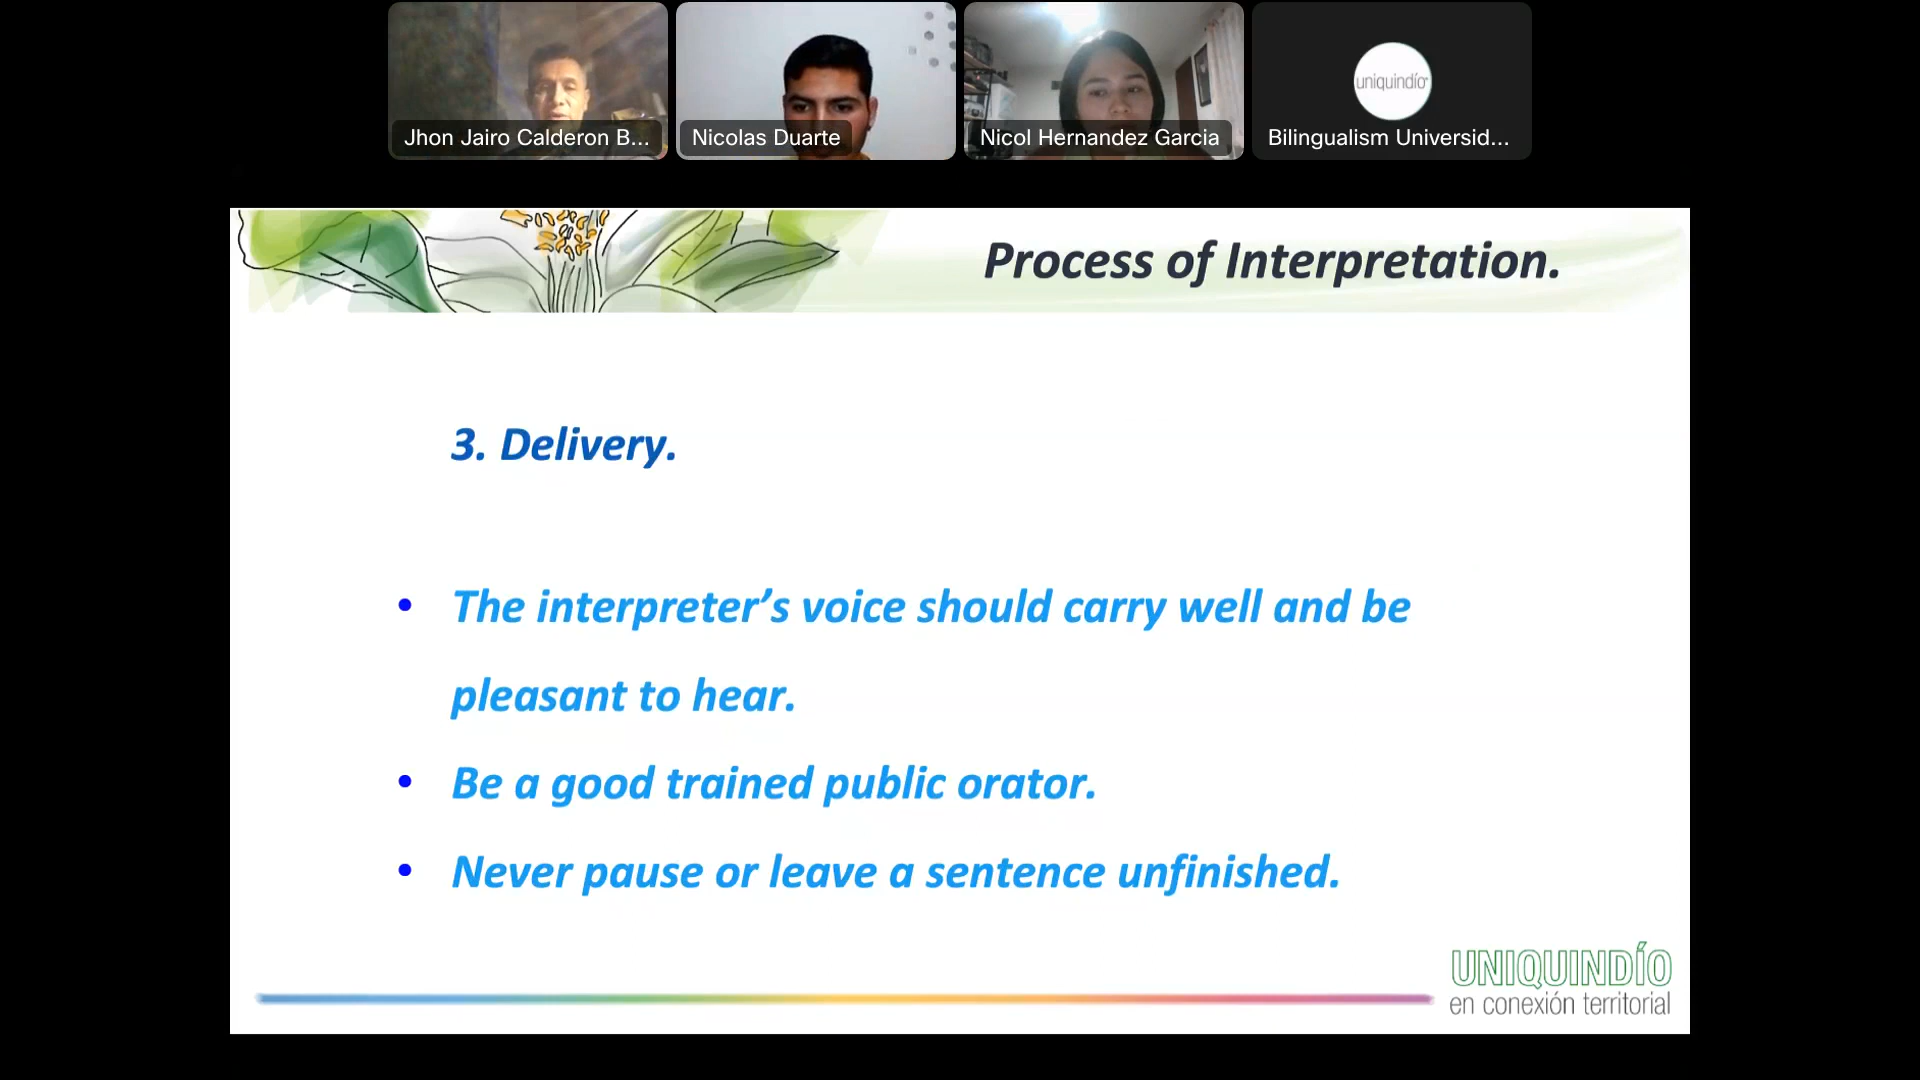 Jhon Jairo Calderon B...
Nicolas Duarte
Nicol Hernandez Garcia
uniquindío
Bilingualism Universid...
Process of Interpretation.
3. Delivery.
• The interpreter’s voice should carry well and be
pleasant to hear.
• Be a good trained public orator.
• Never pause or leave a sentence unfinished.
UNIQUINDÍO
en conexión territorial